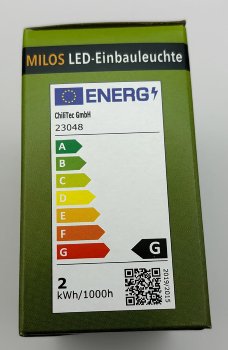 MILOS LED-Einbauleuchte
ENERG
ChiliTec GmbH
23048
A
B
C
D
E
F
G
G
2
kWh/1000h
2019/2015